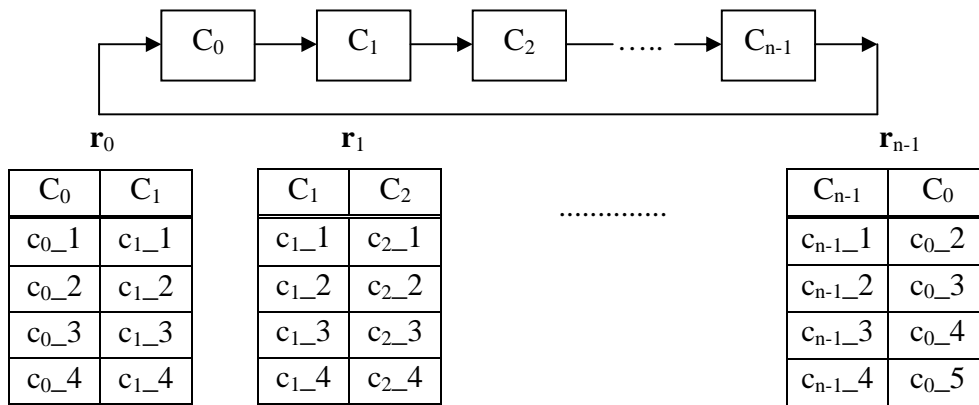 C₀ C₁ C₂ ….. Cₙ₋₁
r₀ r₁ rₙ₋₁
C₀ C₁ C₁ C₂ Cₙ₋₁ C₀
..............
c₀_1 c₁_1 c₁_1 c₂_1 cₙ₋₁_1 c₀_2
c₀_2 c₁_2 c₁_2 c₂_2 cₙ₋₁_2 c₀_3
c₀_3 c₁_3 c₁_3 c₂_3 cₙ₋₁_3 c₀_4
c₀_4 c₁_4 c₁_4 c₂_4 cₙ₋₁_4 c₀_5